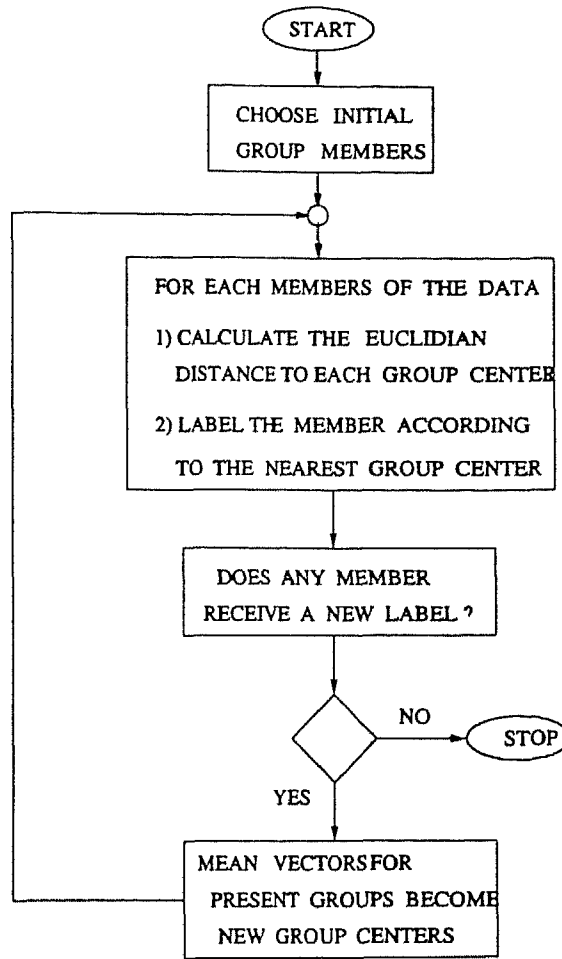 START
CHOOSE INITIAL
GROUP MEMBERS
FOR EACH MEMBERS OF THE DATA
1) CALCULATE THE EUCLIDIAN
DISTANCE TO EACH GROUP CENTER
2) LABEL THE MEMBER ACCORDING
TO THE NEAREST GROUP CENTER
DOES ANY MEMBER
RECEIVE A NEW LABEL ?
NO
STOP
YES
MEAN VECTORS FOR
PRESENT GROUPS BECOME
NEW GROUP CENTERS